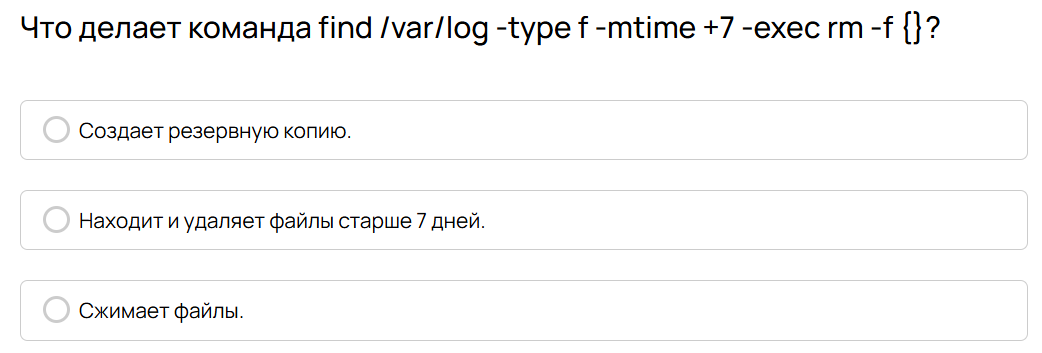 Что делает команда find /var/log -type f -mtime +7 -exec rm -f {}?
Создает резервную копию.
Находит и удаляет файлы старше 7 дней.
Сжимает файлы.